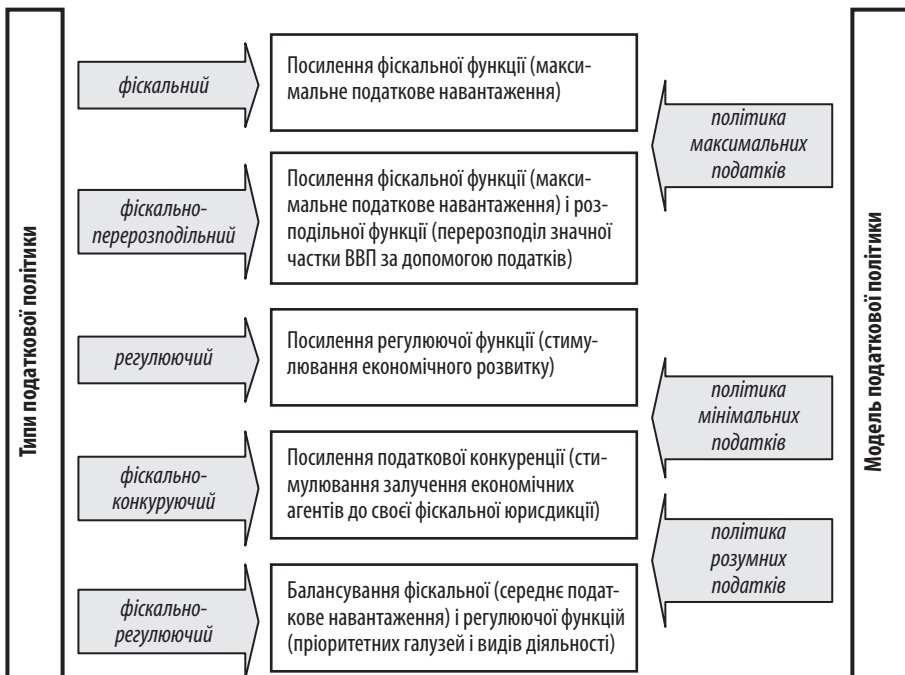 Типи податкової політики
фіскальний
Посилення фіскальної функції (макси-
мальне податкове навантаження)
політика
максимальних
податків
фіскально-
перерозподільний
Посилення фіскальної функції (макси-
мальне податкове навантаження) і роз-
подільної функції (перерозподіл значної
частки ВВП за допомогою податків)
регулюючий
Посилення регулюючої функції (стиму-
лювання економічного розвитку)
політика
мінімальних
податків
фіскально-
конкуруючий
Посилення податкової конкуренції (сти-
мулювання залучення економічних
агентів до своєї фіскальної юрисдикції)
політика
розумних
податків
фіскально-
регулюючий
Балансування фіскальної (середнє подат-
кове навантаження) і регулюючої функцій
(пріоритетних галузей і видів діяльності)
Модель податкової політики